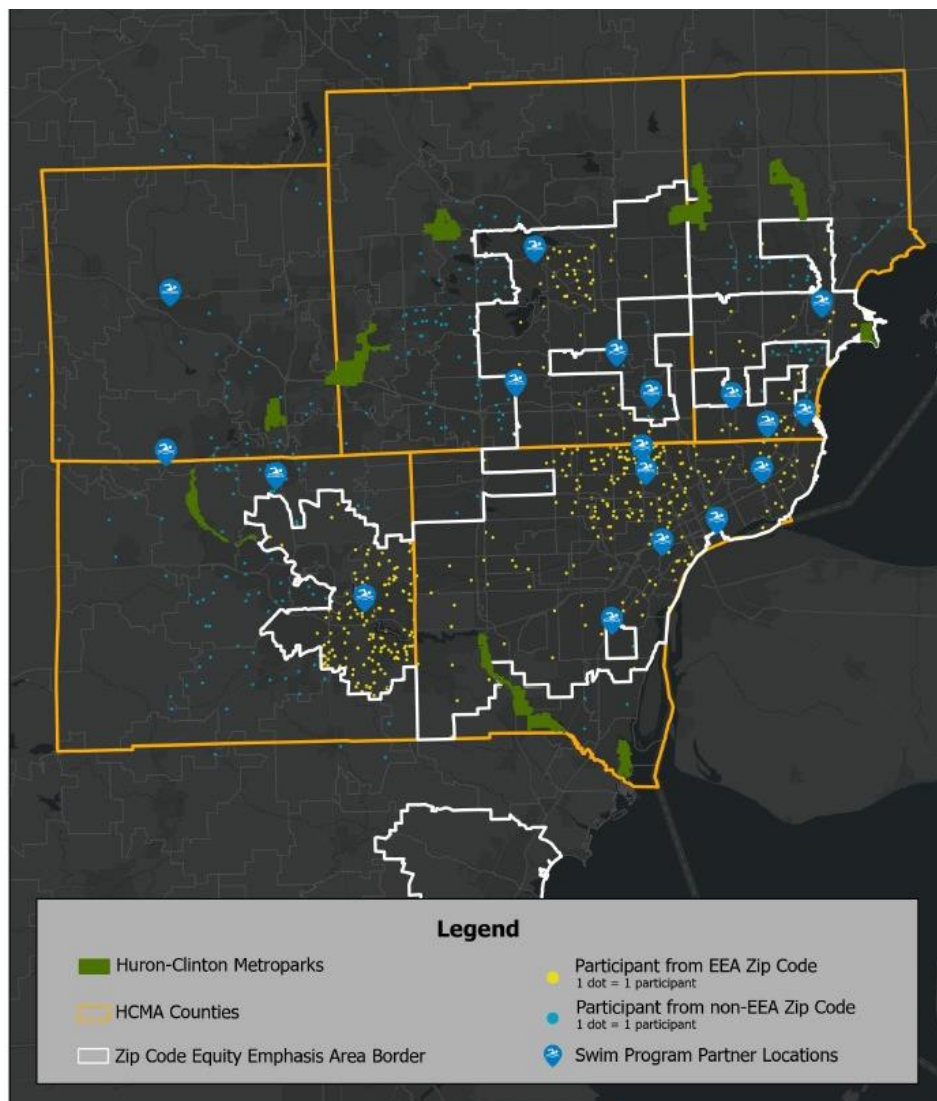 Legend
Huron-Clinton Metroparks
HCMA Counties
Zip Code Equity Emphasis Area Border
Participant from EEA Zip Code
1 dot = 1 participant
Participant from non-EEA Zip Code
1 dot = 1 participant
Swim Program Partner Locations